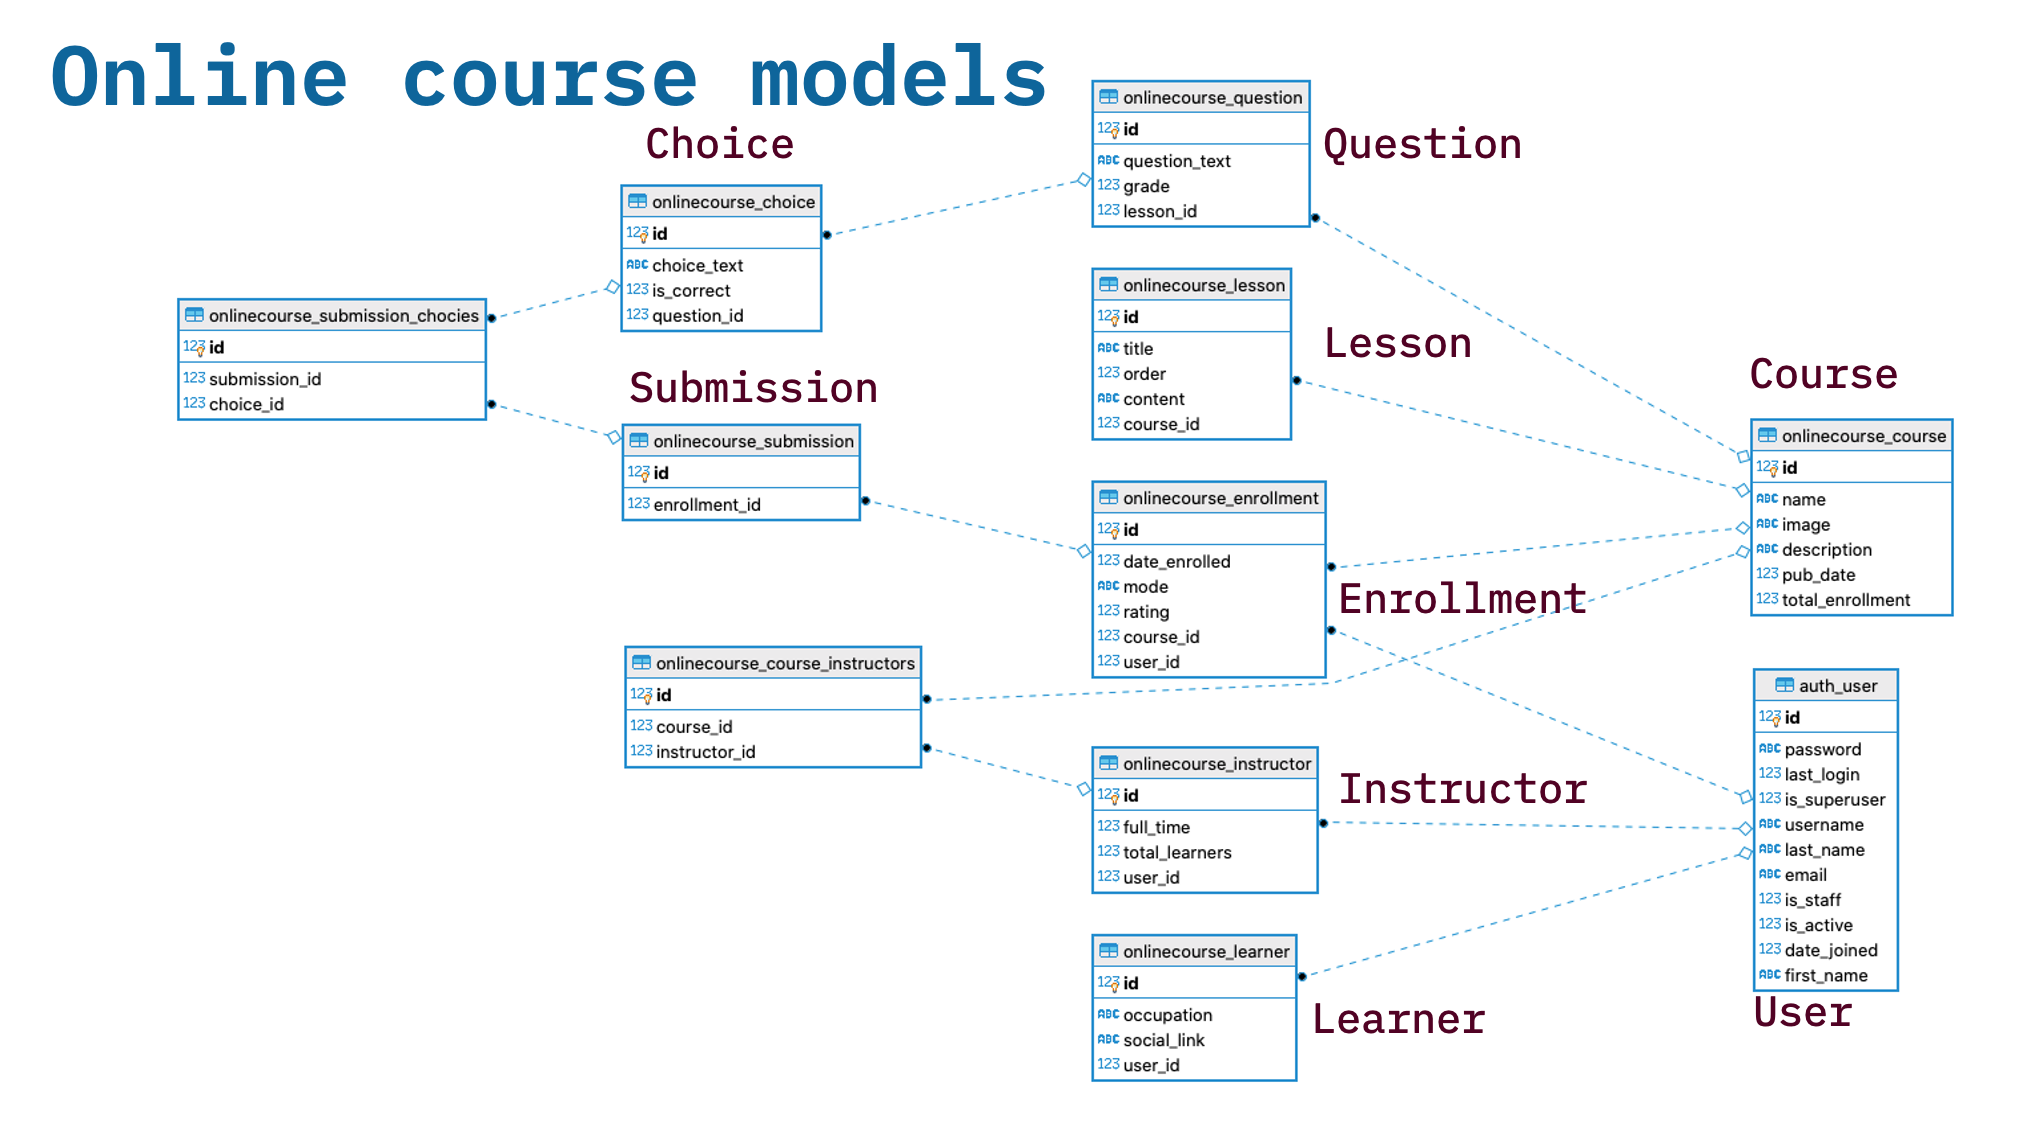 Online course models
Choice
onlinecourse_choice
123 id
ABC choice_text
123 is_correct
123 question_id
onlinecourse_submission_chocies
123 id
123 submission_id
123 choice_id
Submission
onlinecourse_submission
123 id
123 enrollment_id
onlinecourse_course_instructors
123 id
123 course_id
123 instructor_id
onlinecourse_question
123 id
ABC question_text
123 grade
123 lesson_id
Question
onlinecourse_lesson
123 id
ABC title
123 order
ABC content
123 course_id
Lesson
onlinecourse_enrollment
123 id
123 date_enrolled
ABC mode
123 rating
123 course_id
123 user_id
Enrollment
onlinecourse_instructor
123 id
123 full_time
123 total_learners
123 user_id
Instructor
onlinecourse_learner
123 id
ABC occupation
ABC social_link
123 user_id
Learner
Course
onlinecourse_course
123 id
ABC name
ABC image
ABC description
123 pub_date
123 total_enrollment
auth_user
123 id
ABC password
123 last_login
123 is_superuser
ABC username
ABC last_name
ABC email
123 is_staff
123 is_active
123 date_joined
ABC first_name
User